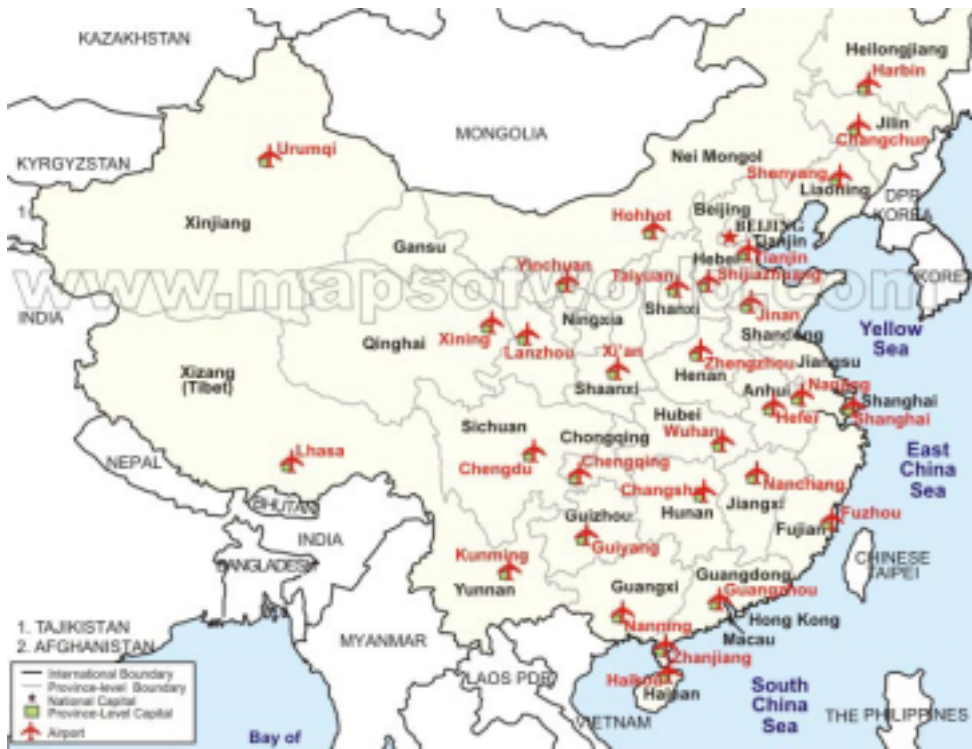 KAZAKHSTAN
Heilongjiang
Harbin
MONGOLIA
Jilin
Changchun
Urumqi
KYRGYZSTAN
Nei Mongol
Shenyang
Liaoning
DPR
KOREA
1
Xinjiang
Hohhot
Beijing
BEIJING
Tianjin
Tianjin
Gansu
Hebei
KOREA
Yinchuan
Taiyuan
Shijiazhuang
www.mapsofworld.com
INDIA
Ningxia
Shanxi
Jinan
Shandong
Yellow
Sea
Qinghai
Xining
Lanzhou
Xi'an
Zhengzhou
Jiangsu
Xizang
(Tibet)
Shaanxi
Henan
Anhui
Nanjing
Shanghai
Hefei
Shanghai
Hubei
Wuhan
Sichuan
Chongqing
East
China
Sea
Lhasa
NEPAL
Chengdu
Chengqing
Nanchang
Changsha
Jiangxi
BHUTAN
Hunan
Fuzhou
Guizhou
Fujian
INDIA
Guiyang
BANGLADESH
Kunming
CHINESE
TAIPEI
Yunnan
Guangxi
Guangdong
Guangzhou
Nanning
Hong Kong
Macau
1. TAJIKISTAN
2. AFGHANISTAN
MYANMAR
Zhanjiang
LAOS PDR
Haikou
Hainan
South
China
Sea
VIETNAM
THE PHILIPPINES
International Boundary
Province-level Boundary
National Capital
Province-Level Capital
Airport
Bay of